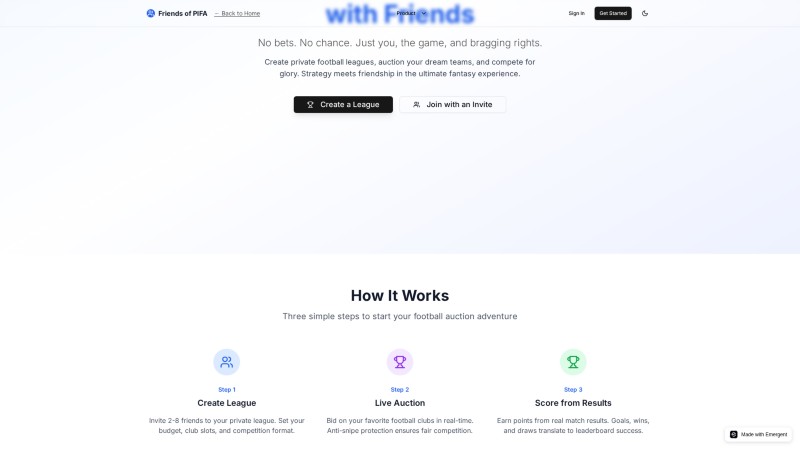 Friends of PIFA
← Back to Home
Product
Sign In
Get Started
with Friends
No bets. No chance. Just you, the game, and bragging rights.
Create private football leagues, auction your dream teams, and compete for
glory. Strategy meets friendship in the ultimate fantasy experience.
Create a League
Join with an Invite
How It Works
Three simple steps to start your football auction adventure
Step 1
Create League
Invite 2-8 friends to your private league. Set your
budget, club slots, and competition format.
Step 2
Live Auction
Bid on your favorite football clubs in real-time.
Anti-snipe protection ensures fair competition.
Step 3
Score from Results
Earn points from real match results. Goals, wins,
and draws translate to leaderboard success.
Made with Emergent